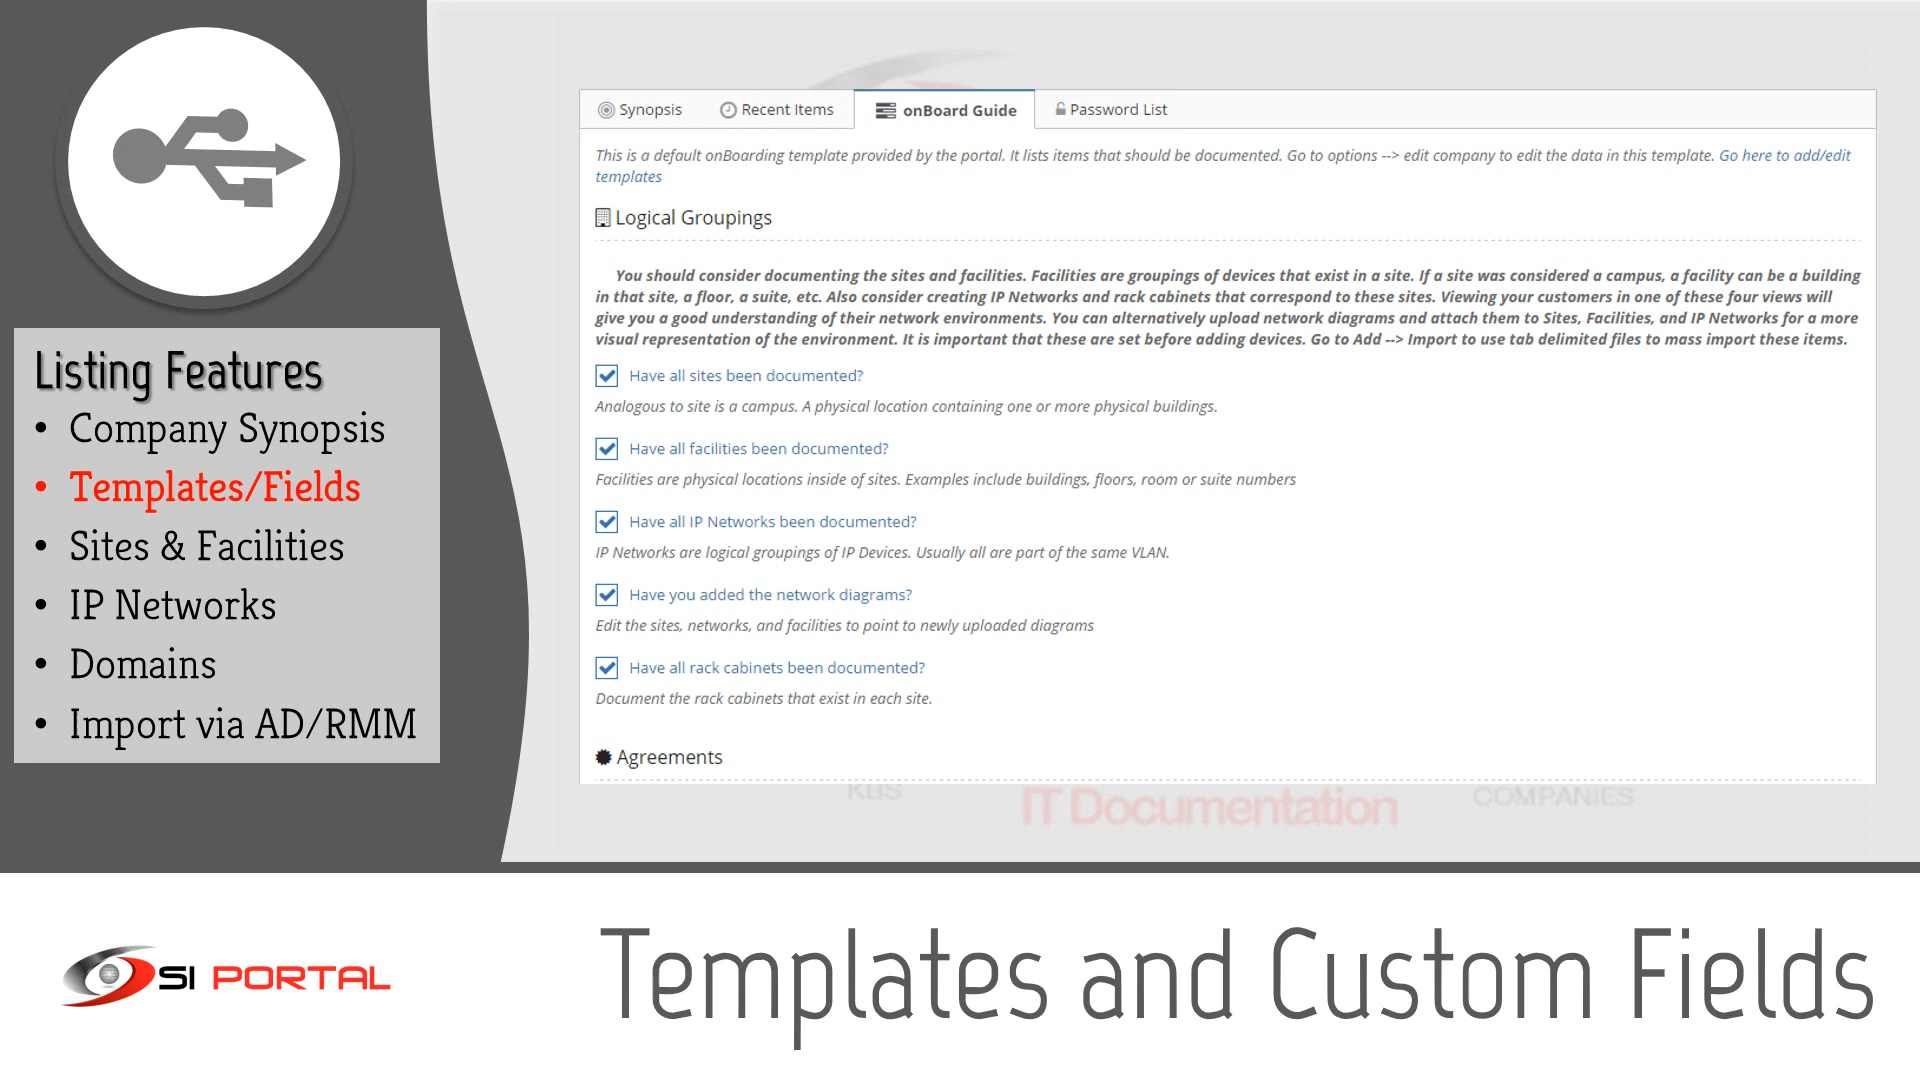 Listing Features
• Company Synopsis
• Templates/Fields
• Sites & Facilities
• IP Networks
• Domains
• Import via AD/RMM
Synopsis Recent Items onBoard Guide Password List
This is a default onBoarding template provided by the portal. It lists items that should be documented. Go to options --> edit company to edit the data in this template. Go here to add/edit
templates
Logical Groupings
You should consider documenting the sites and facilities. Facilities are groupings of devices that exist in a site. If a site was considered a campus, a facility can be a building
in that site, a floor, a suite, etc. Also consider creating IP Networks and rack cabinets that correspond to these sites. Viewing your customers in one of these four views will
give you a good understanding of their network environments. You can alternatively upload network diagrams and attach them to Sites, Facilities, and IP Networks for a more
visual representation of the environment. It is important that these are set before adding devices. Go to Add --> Import to use tab delimited files to mass import these items.
Have all sites been documented?
Analogous to site is a campus. A physical location containing one or more physical buildings.
Have all facilities been documented?
Facilities are physical locations inside of sites. Examples include buildings, floors, room or suite numbers
Have all IP Networks been documented?
IP Networks are logical groupings of IP Devices. Usually all are part of the same VLAN.
Have you added the network diagrams?
Edit the sites, networks, and facilities to point to newly uploaded diagrams
Have all rack cabinets been documented?
Document the rack cabinets that exist in each site.
Agreements
KBS
IT Documentation
COMPANIES
SI PORTAL
Templates and Custom Fields